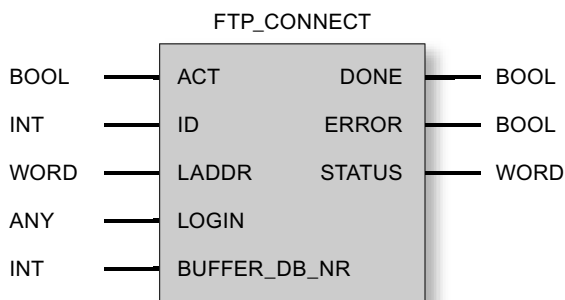 FTP_CONNECT
BOOL ACT DONE BOOL
INT ID ERROR BOOL
WORD LADDR STATUS WORD
ANY LOGIN
INT BUFFER_DB_NR